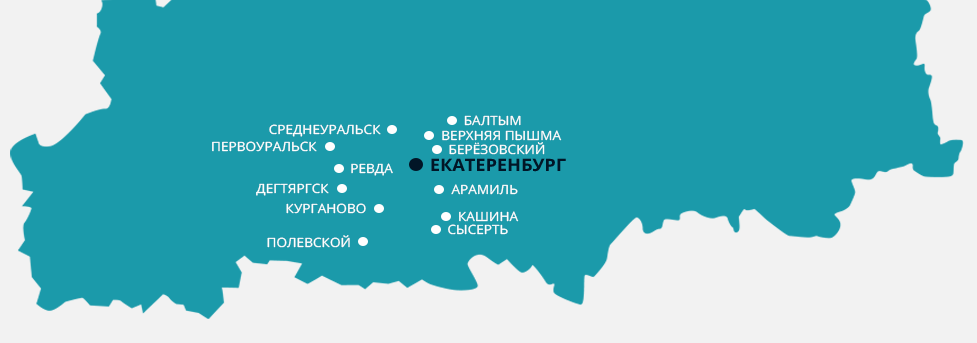 БАЛТЫМ
СРЕДНЕУРАЛЬСК
ВЕРХНЯЯ ПЫШМА
ПЕРВОУРАЛЬСК
БЕРЁЗОВСКИЙ
ЕКАТЕРЕНБУРГ
РЕВДА
ДЕГТЯРГСК
АРАМИЛЬ
КУРГАНОВО
КАШИНА
СЫСЕРТЬ
ПОЛЕВСКОЙ